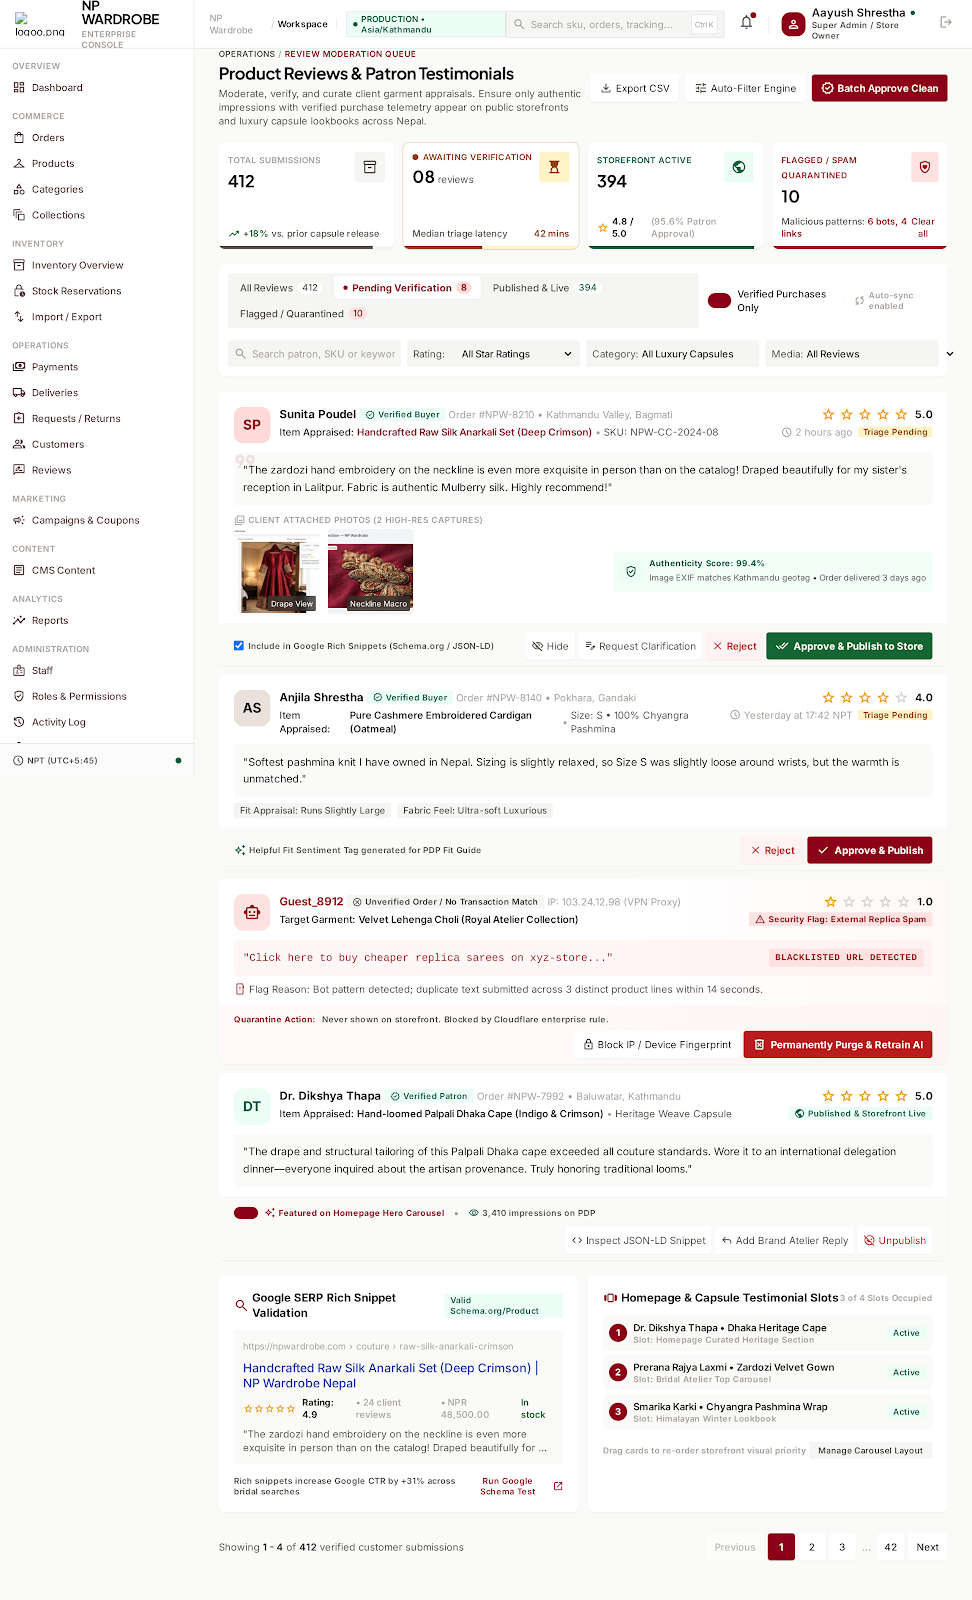 logoo.png
NP WARDROBE
ENTERPRISE CONSOLE
NP Wardrobe / Workspace
PRODUCTION • Asia/Kathmandu
Search sku, orders, tracking...
Ctrl K
Aayush Shrestha
Super Admin / Store Owner
OVERVIEW
Dashboard
COMMERCE
Orders
Products
Categories
Collections
INVENTORY
Inventory Overview
Stock Reservations
Import / Export
OPERATIONS
Payments
Deliveries
Requests / Returns
Customers
Reviews
MARKETING
Campaigns & Coupons
CONTENT
CMS Content
ANALYTICS
Reports
ADMINISTRATION
Staff
Roles & Permissions
Activity Log
NPT (UTC+5:45)
OPERATIONS / REVIEW MODERATION QUEUE
Product Reviews & Patron Testimonials
Moderate, verify, and curate client garment appraisals. Ensure only authentic
impressions with verified purchase telemetry appear on public storefronts
and luxury capsule lookbooks across Nepal.
Export CSV
Auto-Filter Engine
Batch Approve Clean
TOTAL SUBMISSIONS
412
+18% vs. prior capsule release
AWAITING VERIFICATION
08 reviews
Median triage latency 42 mins
STOREFRONT ACTIVE
394
4.8 / 5.0 (95.6% Patron Approval)
FLAGGED / SPAM QUARANTINED
10
Malicious patterns: 6 bots, 4 links
Clear all
All Reviews 412
Pending Verification 8
Published & Live 394
Flagged / Quarantined 10
Verified Purchases Only
Auto-sync enabled
Search patron, SKU or keywor
Rating: All Star Ratings
Category: All Luxury Capsules
Media: All Reviews
SP
Sunita Poudel Verified Buyer Order #NPW-8210 • Kathmandu Valley, Bagmati
5.0
Item Appraised: Handcrafted Raw Silk Anarkali Set (Deep Crimson) • SKU: NPW-CC-2024-08
2 hours ago Triage Pending
"The zardozi hand embroidery on the neckline is even more exquisite in person than on the catalog! Draped beautifully for my sister's
reception in Lalitpur. Fabric is authentic Mulberry silk. Highly recommend!"
CLIENT ATTACHED PHOTOS (2 HIGH-RES CAPTURES)
Drape View
Neckline Macro
Authenticity Score: 99.4%
Image EXIF matches Kathmandu geotag • Order delivered 3 days ago
Include in Google Rich Snippets (Schema.org / JSON-LD)
Hide
Request Clarification
Reject
Approve & Publish to Store
AS
Anjila Shrestha Verified Buyer Order #NPW-8140 • Pokhara, Gandaki
4.0
Item Appraised: Pure Cashmere Embroidered Cardigan (Oatmeal) • Size: S • 100% Chyangra Pashmina
Yesterday at 17:42 NPT Triage Pending
"Softest pashmina knit I have owned in Nepal. Sizing is slightly relaxed, so Size S was slightly loose around wrists, but the warmth is
unmatched."
Fit Appraisal: Runs Slightly Large
Fabric Feel: Ultra-soft Luxurious
Helpful Fit Sentiment Tag generated for PDP Fit Guide
Reject
Approve & Publish
Guest_8912 Unverified Order / No Transaction Match IP: 103.24.12.98 (VPN Proxy)
1.0
Target Garment: Velvet Lehenga Choli (Royal Atelier Collection)
Security Flag: External Replica Spam
"Click here to buy cheaper replica sarees on xyz-store..."
BLACKLISTED URL DETECTED
Flag Reason: Bot pattern detected; duplicate text submitted across 3 distinct product lines within 14 seconds.
Quarantine Action: Never shown on storefront. Blocked by Cloudflare enterprise rule.
Block IP / Device Fingerprint
Permanently Purge & Retrain AI
DT
Dr. Dikshya Thapa Verified Patron Order #NPW-7992 • Baluwatar, Kathmandu
5.0
Item Appraised: Hand-loomed Palpali Dhaka Cape (Indigo & Crimson) • Heritage Weave Capsule
Published & Storefront Live
"The drape and structural tailoring of this Palpali Dhaka cape exceeded all couture standards. Wore it to an international delegation
dinner—everyone inquired about the artisan provenance. Truly honoring traditional looms."
Featured on Homepage Hero Carousel • 3,410 impressions on PDP
Inspect JSON-LD Snippet
Add Brand Atelier Reply
Unpublish
Google SERP Rich Snippet Validation
Valid Schema.org/Product
https://npwardrobe.com › couture › raw-silk-anarkali-crimson
Handcrafted Raw Silk Anarkali Set (Deep Crimson) |
NP Wardrobe Nepal
Rating: 4.9 • 24 client reviews • NPR 48,500.00 In stock
"The zardozi hand embroidery on the neckline is even more
exquisite in person than on the catalog! Draped beautifully for ...
Rich snippets increase Google CTR by +31% across
bridal searches
Run Google Schema Test
Homepage & Capsule Testimonial Slots 3 of 4 Slots Occupied
1 Dr. Dikshya Thapa • Dhaka Heritage Cape
Slot: Homepage Curated Heritage Section
Active
2 Prerana Rajya Laxmi • Zardozi Velvet Gown
Slot: Bridal Atelier Top Carousel
Active
3 Smarika Karki • Chyangra Pashmina Wrap
Slot: Himalayan Winter Lookbook
Active
Drag cards to re-order storefront visual priority
Manage Carousel Layout
Showing 1 - 4 of 412 verified customer submissions
Previous 1 2 3 ... 42 Next